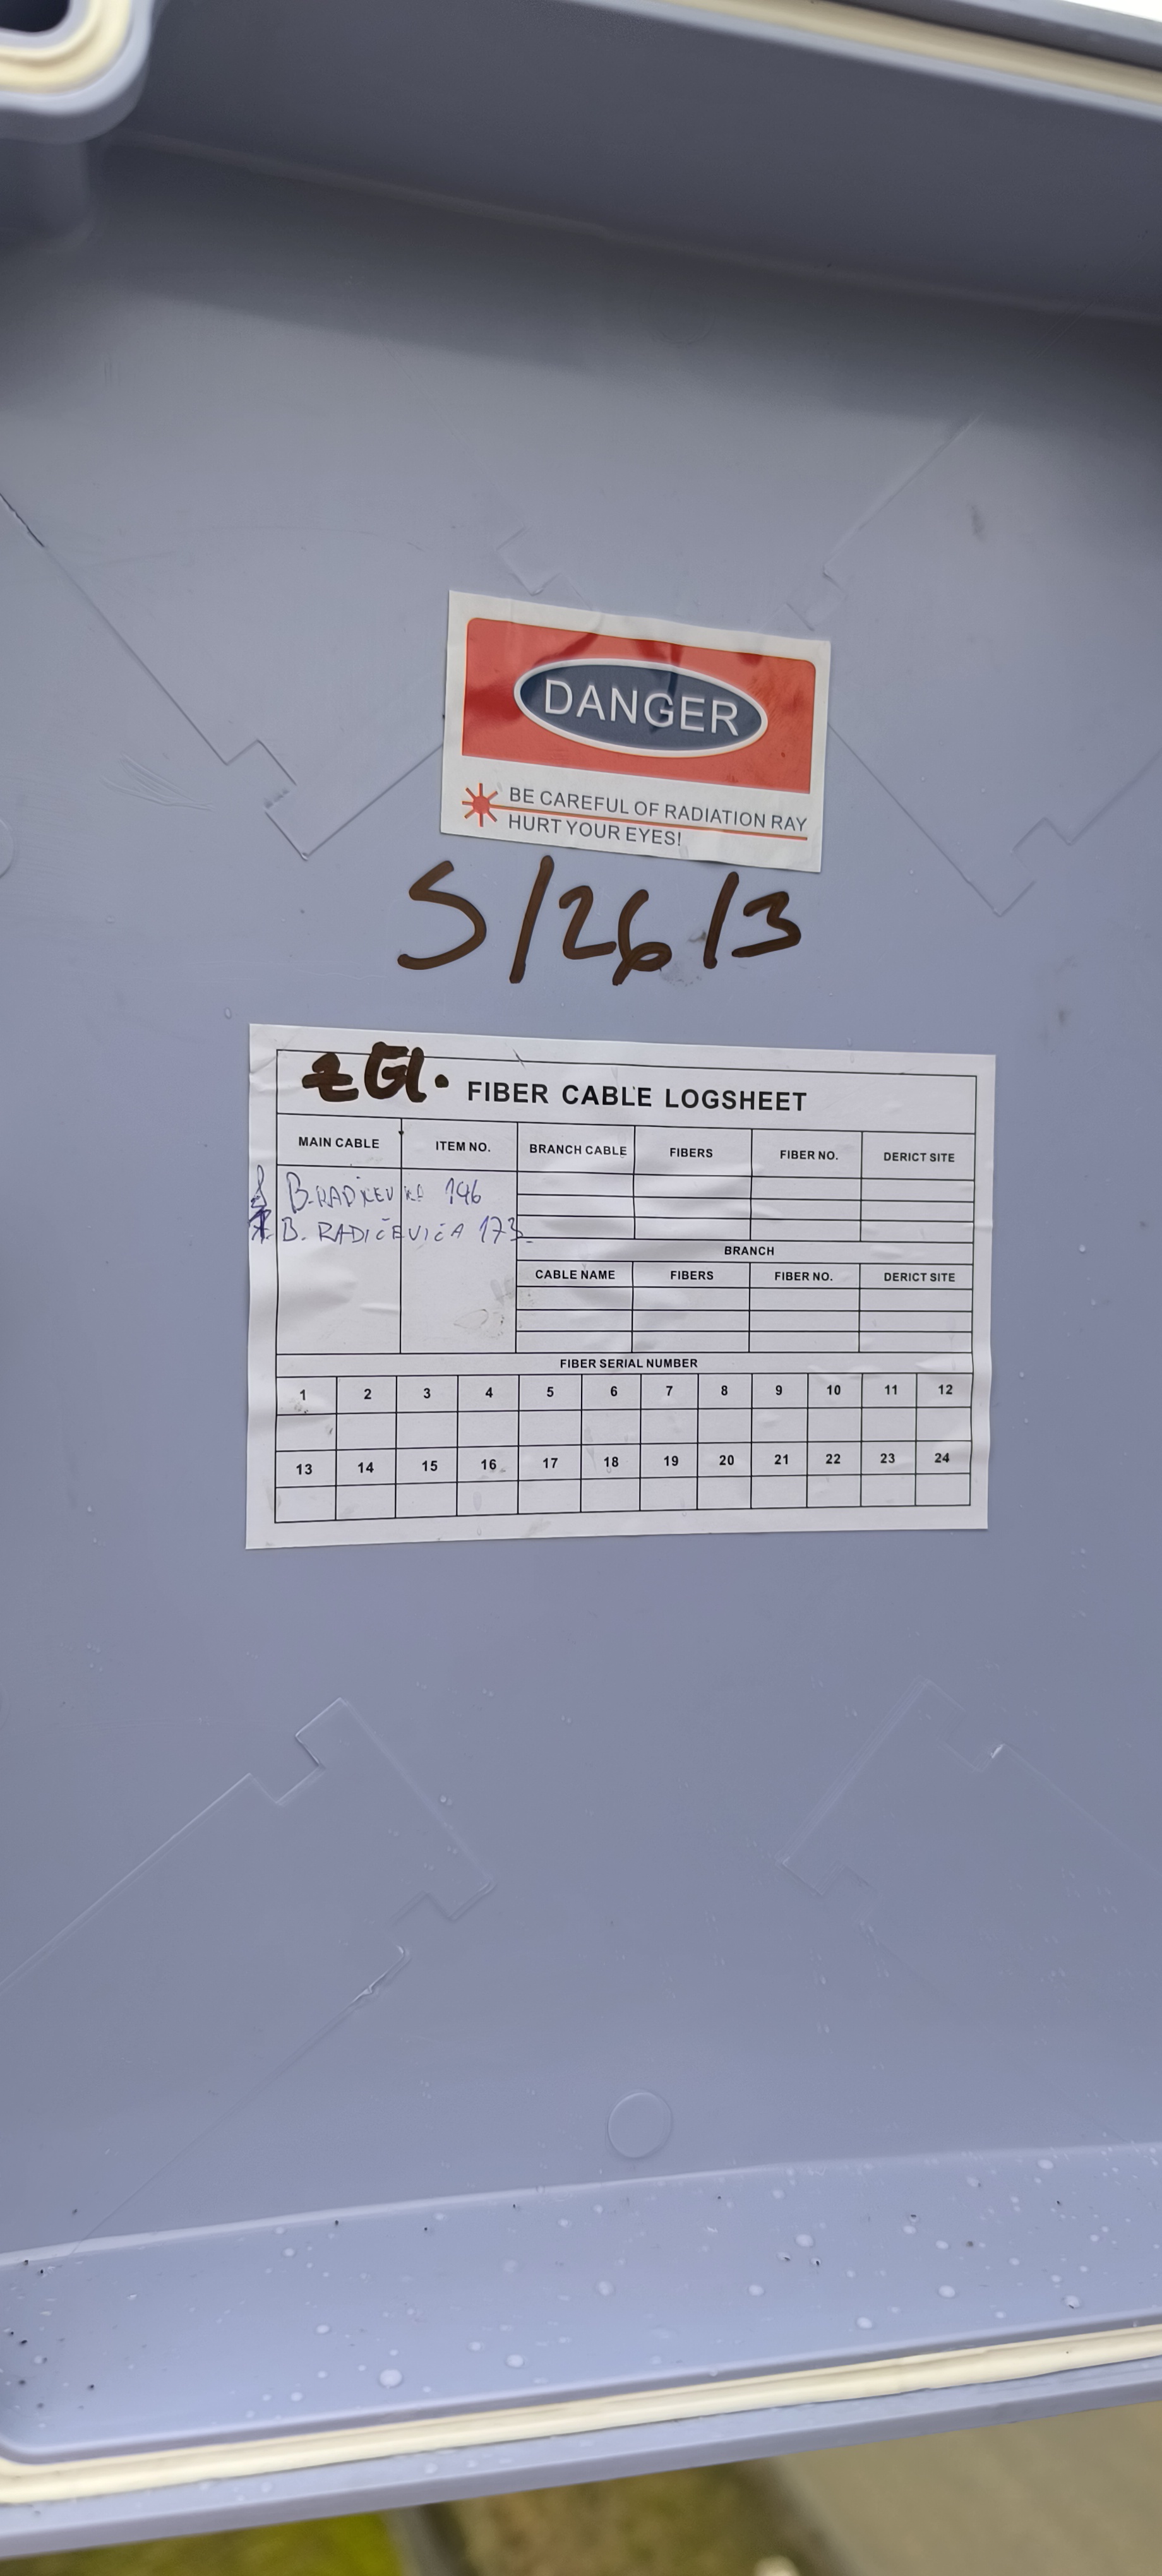 DANGER
BE CAREFUL OF RADIATION RAY
HURT YOUR EYES!
S/26/3
FIBER CABLE LOGSHEET
MAIN CABLE ITEM NO. BRANCH CABLE FIBERS FIBER NO. DERICT SITE
B. 146
B. RADIČEVIĆA 173
BRANCH
CABLE NAME FIBERS FIBER NO. DERICT SITE
FIBER SERIAL NUMBER
1 2 3 4 5 6 7 8 9 10 11 12
13 14 15 16 17 18 19 20 21 22 23 24